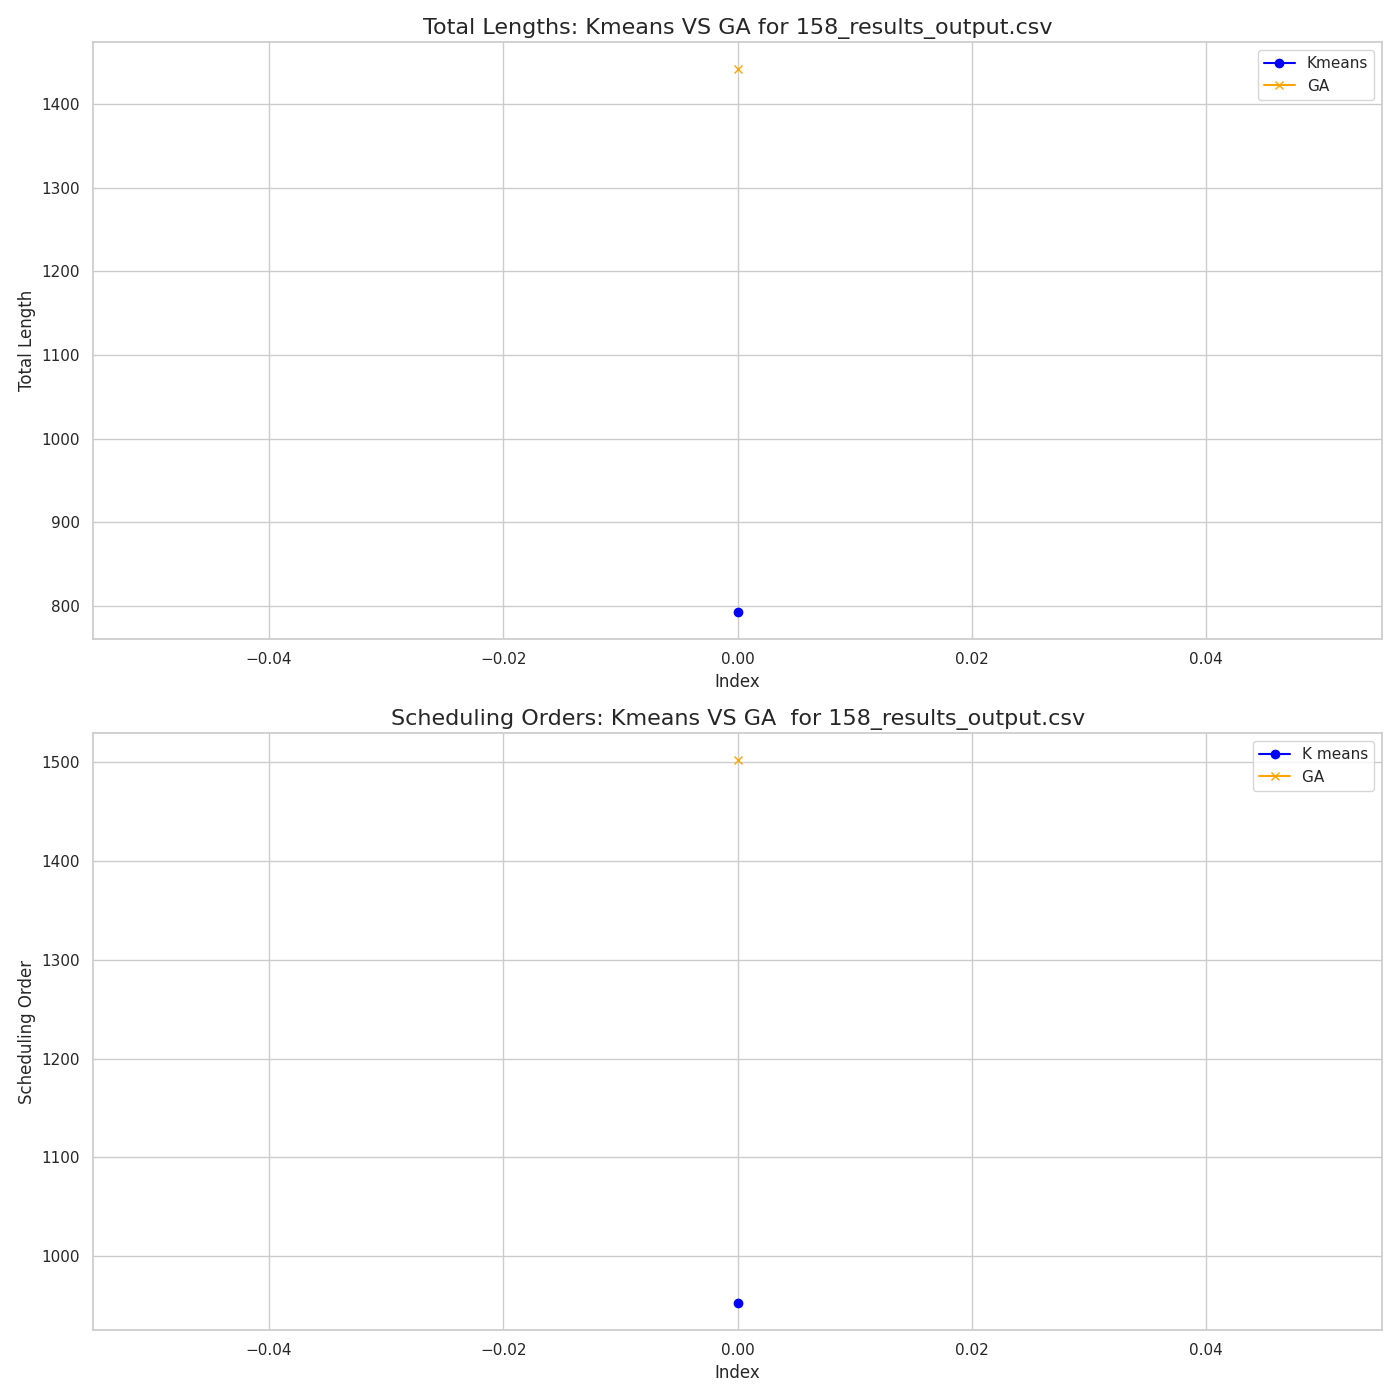 Total Lengths: Kmeans VS GA for 158_results_output.csv
Kmeans
GA
1400
1300
1200
1100
1000
900
800
Total Length
−0.04
−0.02
0.00
0.02
0.04
Index
Scheduling Orders: Kmeans VS GA  for 158_results_output.csv
K means
GA
1500
1400
1300
1200
1100
1000
Scheduling Order
−0.04
−0.02
0.00
0.02
0.04
Index